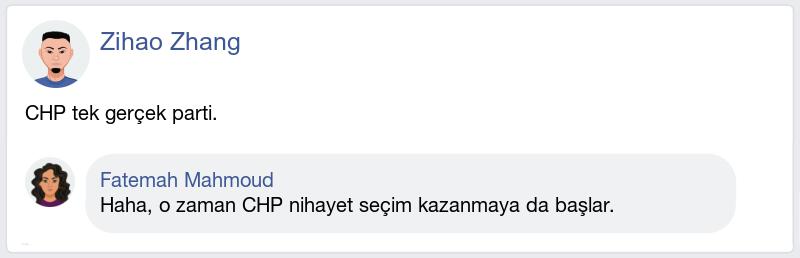 Zihao Zhang
CHP tek gerçek parti.
Fatemah Mahmoud
Haha, o zaman CHP nihayet seçim kazanmaya da başlar.